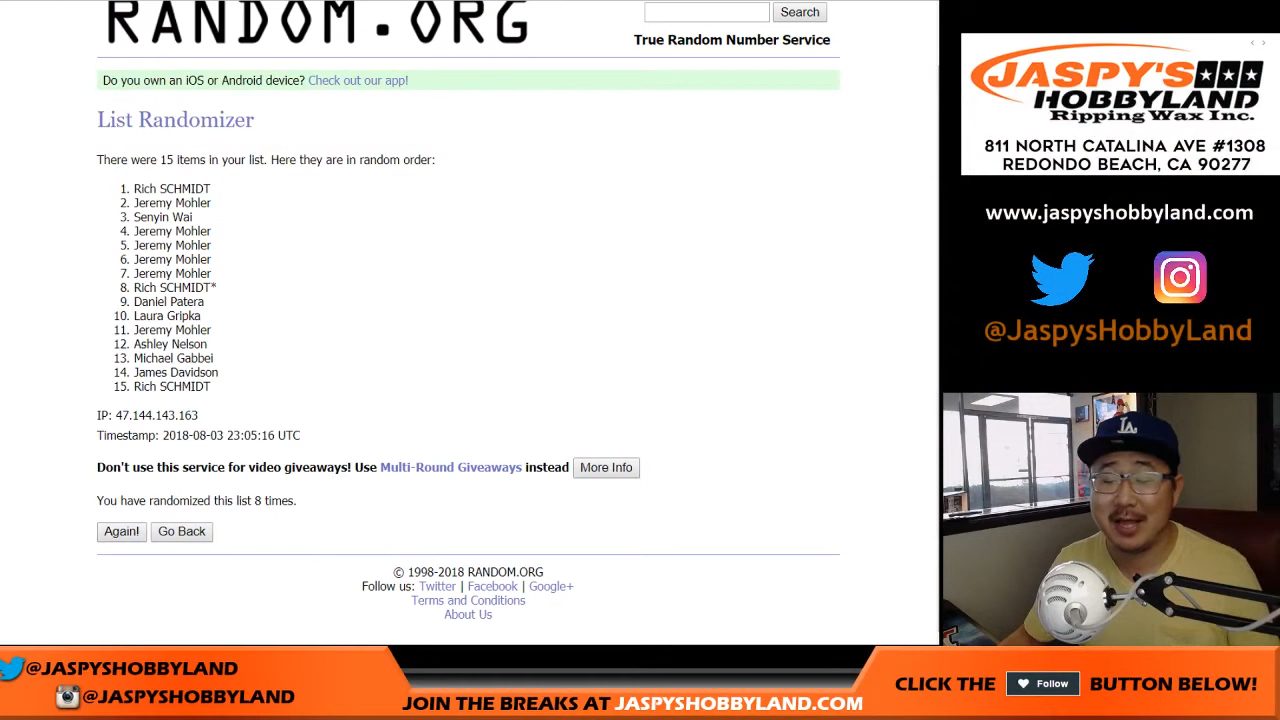 RANDOM.ORG
Search
True Random Number Service
Do you own an iOS or Android device? Check out our app!
List Randomizer
There were 15 items in your list. Here they are in random order:
1. Rich SCHMIDT
2. Jeremy Mohler
3. Senyin Wai
4. Jeremy Mohler
5. Jeremy Mohler
6. Jeremy Mohler
7. Jeremy Mohler
8. Rich SCHMIDT*
9. Daniel Patera
10. Laura Gripka
11. Jeremy Mohler
12. Ashley Nelson
13. Michael Gabbei
14. James Davidson
15. Rich SCHMIDT
IP: 47.144.143.163
Timestamp: 2018-08-03 23:05:16 UTC
Don't use this service for video giveaways! Use Multi-Round Giveaways instead More Info
You have randomized this list 8 times.
Again! Go Back
© 1998-2018 RANDOM.ORG
Follow us: Twitter | Facebook | Google+
Terms and Conditions
About Us
JASPY'S
HOBBYLAND
Ripping Wax Inc.
811 NORTH CATALINA AVE #1308
REDONDO BEACH, CA 90277
www.jaspyshobbyland.com
@JaspysHobbyLand
LA
@JASPYSHOBBYLAND
@JASPYSHOBBYLAND
JOIN THE BREAKS AT JASPYSHOBBYLAND.COM
CLICK THE Follow BUTTON BELOW!